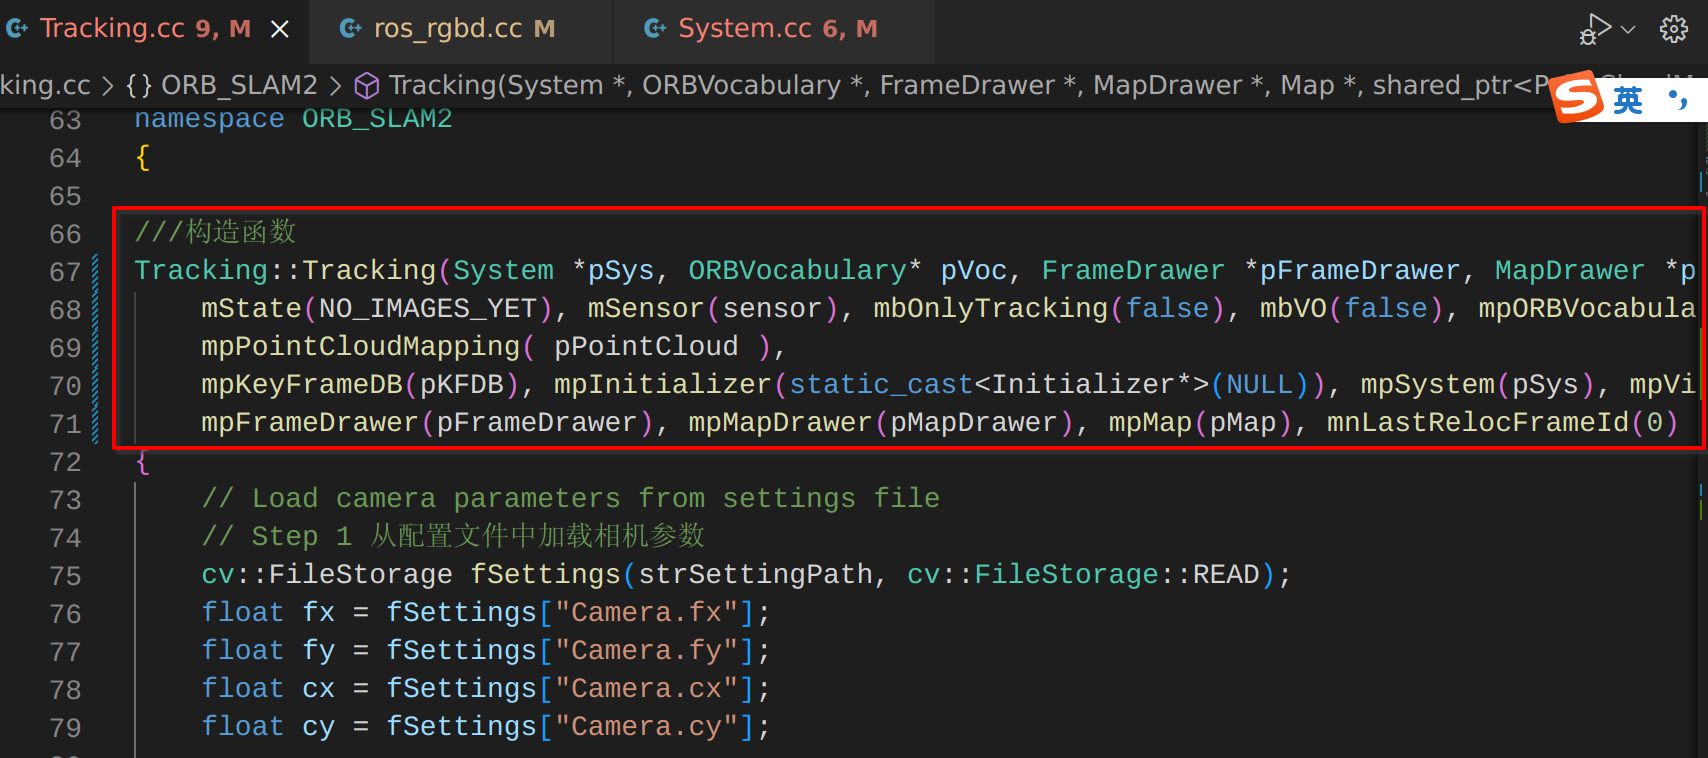 Tracking.cc 9, M
ros_rgbd.cc M
System.cc 6, M
king.cc > {} ORB_SLAM2 > Tracking(System *, ORBVocabulary *, FrameDrawer *, MapDrawer *, Map *, shared_ptr<P
英
63 namespace ORB_SLAM2
64 {
65
66 ///构造函数
67 Tracking::Tracking(System *pSys, ORBVocabulary* pVoc, FrameDrawer *pFrameDrawer, MapDrawer *p
68 mState(NO_IMAGES_YET), mSensor(sensor), mbOnlyTracking(false), mbVO(false), mpORBVocabula
69 mpPointCloudMapping( pPointCloud ),
70 mpKeyFrameDB(pKFDB), mpInitializer(static_cast<Initializer*>(NULL)), mpSystem(pSys), mpVi
71 mpFrameDrawer(pFrameDrawer), mpMapDrawer(pMapDrawer), mpMap(pMap), mnLastRelocFrameId(0)
72 {
73 // Load camera parameters from settings file
74 // Step 1 从配置文件中加载相机参数
75 cv::FileStorage fSettings(strSettingPath, cv::FileStorage::READ);
76 float fx = fSettings["Camera.fx"];
77 float fy = fSettings["Camera.fy"];
78 float cx = fSettings["Camera.cx"];
79 float cy = fSettings["Camera.cy"];